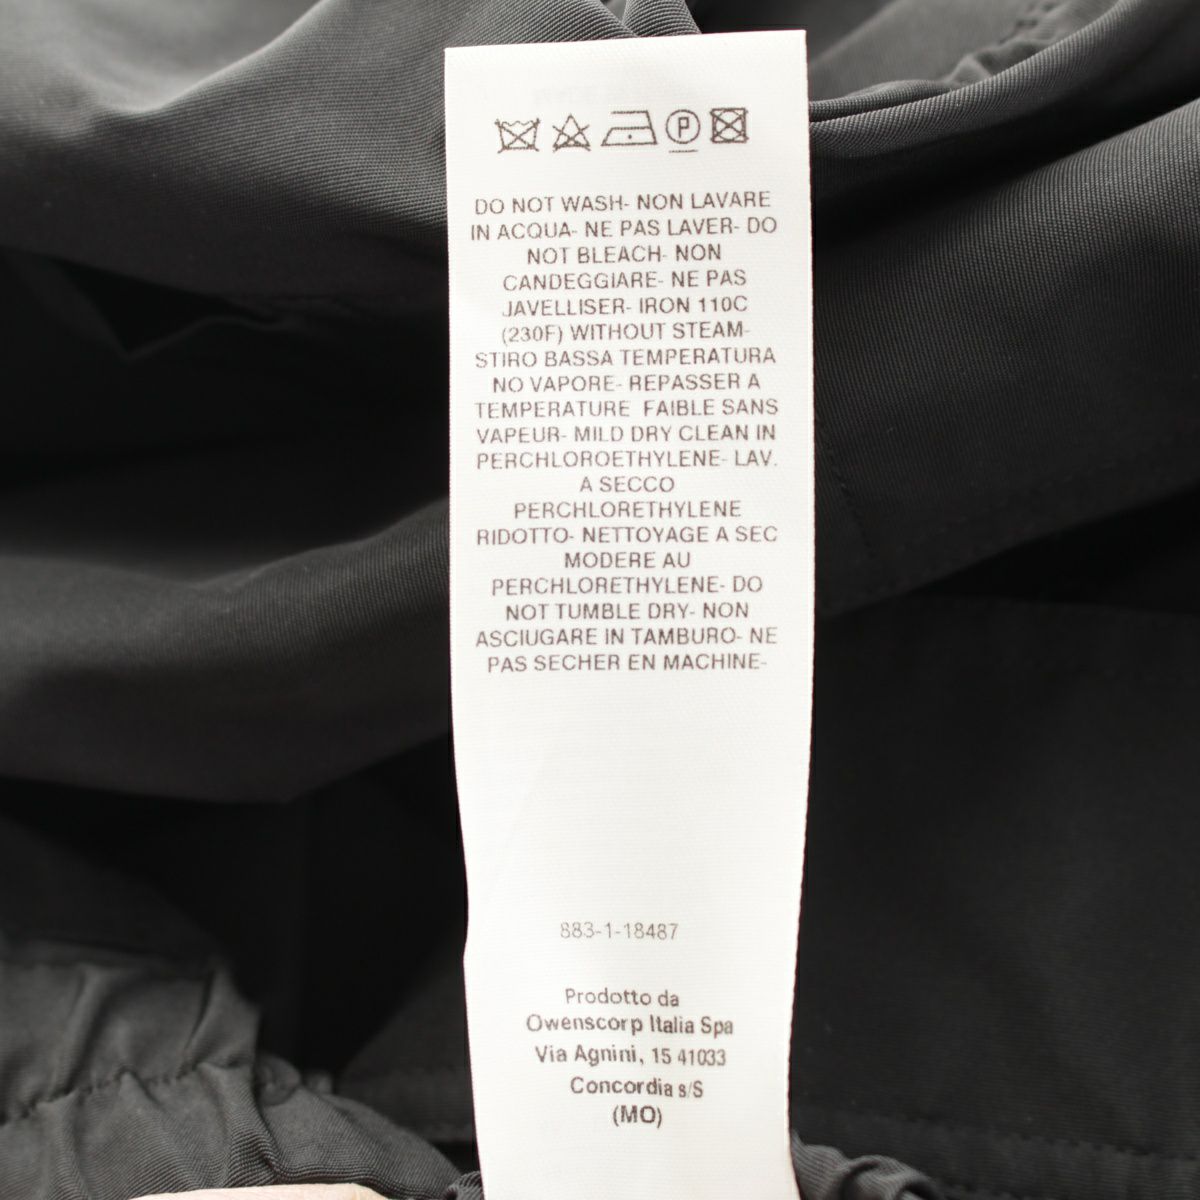 P
DO NOT WASH- NON LAVARE
IN ACQUA- NE PAS LAVER- DO
NOT BLEACH- NON
CANDEGGIARE- NE PAS
JAVELLISER- IRON 110C
(230F) WITHOUT STEAM-
STIRO BASSA TEMPERATURA
NO VAPORE- REPASSER A
TEMPERATURE FAIBLE SANS
VAPEUR- MILD DRY CLEAN IN
PERCHLOROETHYLENE- LAV.
A SECCO
PERCHLORETHYLENE
RIDOTTO- NETTOYAGE A SEC
MODERE AU
PERCHLORETHYLENE- DO
NOT TUMBLE DRY- NON
ASCIUGARE IN TAMBURO- NE
PAS SECHER EN MACHINE-
883-1-18487
Prodotto da
Owenscorp Italia Spa
Via Agnini, 15 41033
Concordia s/S
(MO)